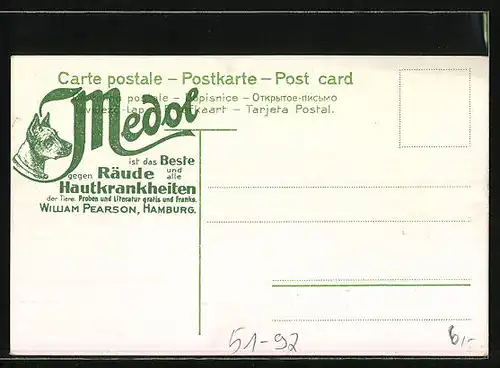 Carte postale – Postkarte – Post card
postale – Dopisnice – Открытое-письмо
Tarjeta Postal.
Medol
ist das Beste
gegen Räude und alle
Hautkrankheiten
der Tiere. Proben und Literatur gratis und franko.
WILLIAM PEARSON, HAMBURG.
51-92
6,-